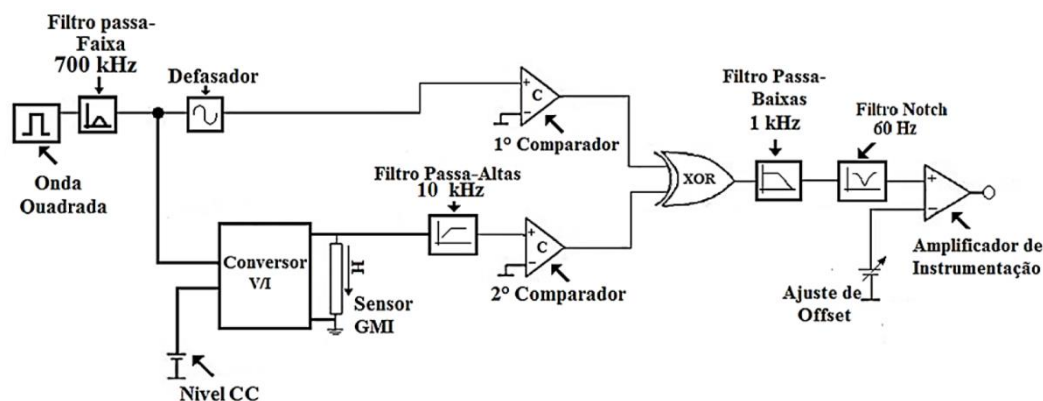 Filtro passa-
Faixa
700 kHz
Defasador
Onda
Quadrada
C
1° Comparador
Filtro Passa-Altas
10 kHz
Conversor
V/I
H
Sensor
GMI
Nivel CC
C
2° Comparador
XOR
Filtro Passa-
Baixas
1 kHz
Filtro Notch
60 Hz
Amplificador de
Instrumentação
Ajuste de
Offset